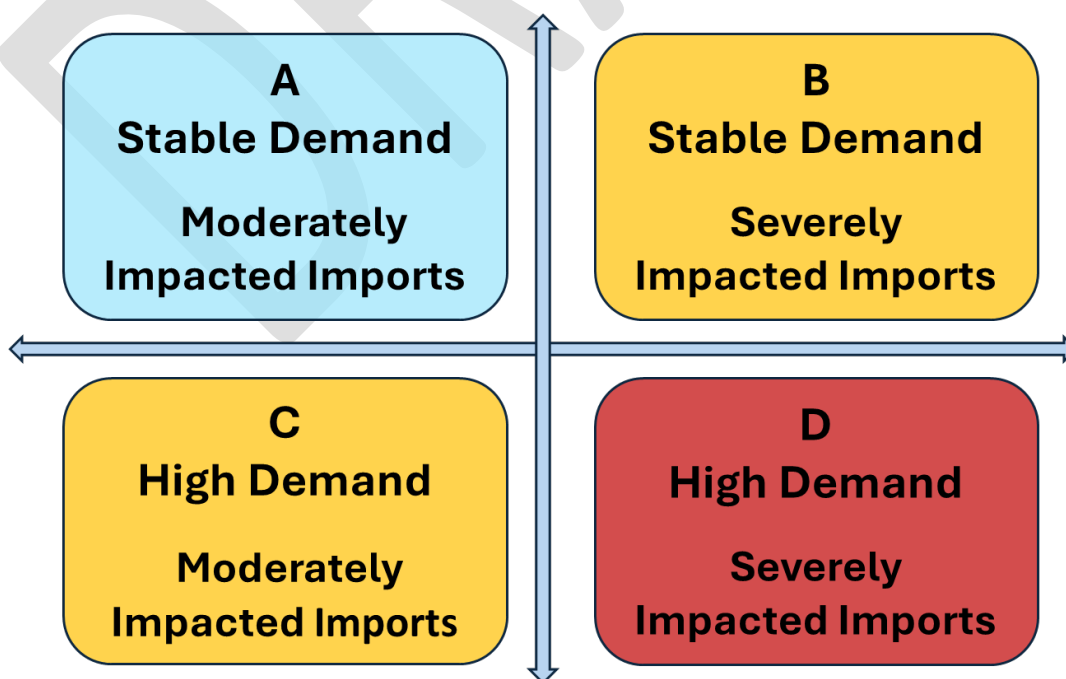 A
Stable Demand
Moderately
Impacted Imports
B
Stable Demand
Severely
Impacted Imports
C
High Demand
Moderately
Impacted Imports
D
High Demand
Severely
Impacted Imports